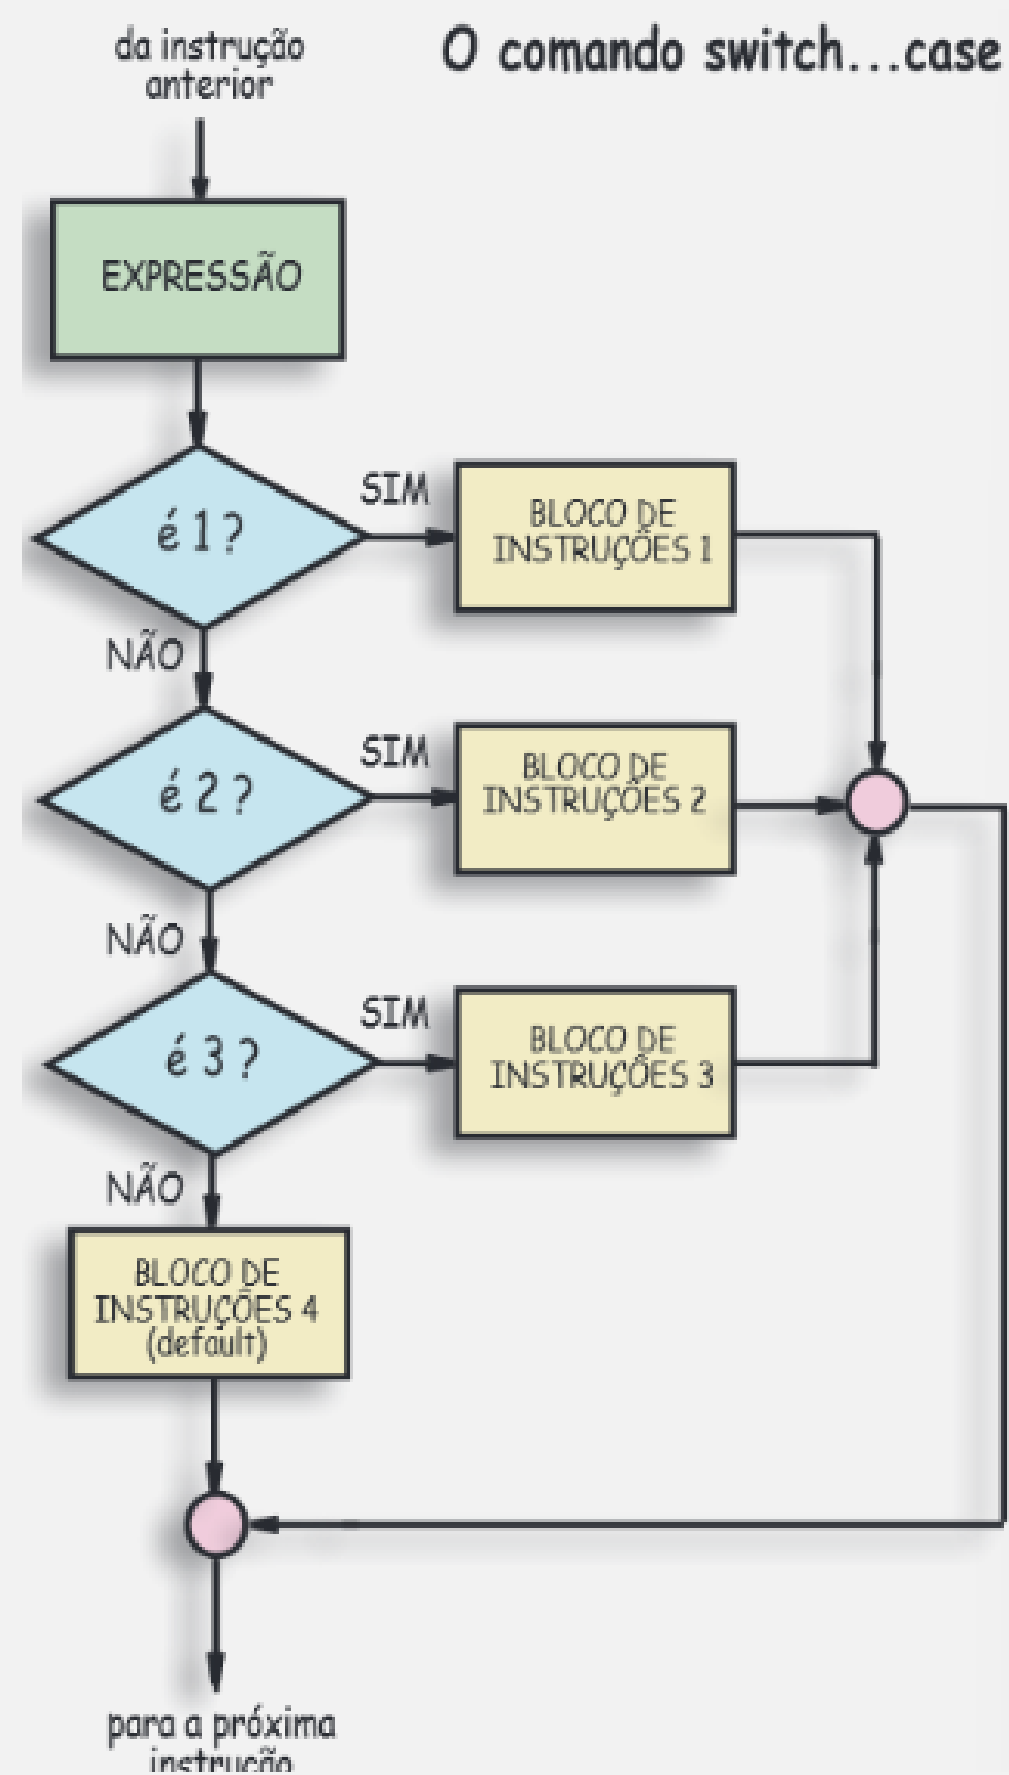 da instrução
anterior
O comando switch...case
EXPRESSÃO
é 1 ?
SIM
BLOCO DE
INSTRUÇÕES 1
NÃO
é 2 ?
SIM
BLOCO DE
INSTRUÇÕES 2
NÃO
é 3 ?
SIM
BLOCO DE
INSTRUÇÕES 3
NÃO
BLOCO DE
INSTRUÇÕES 4
(default)
para a próxima
instrução